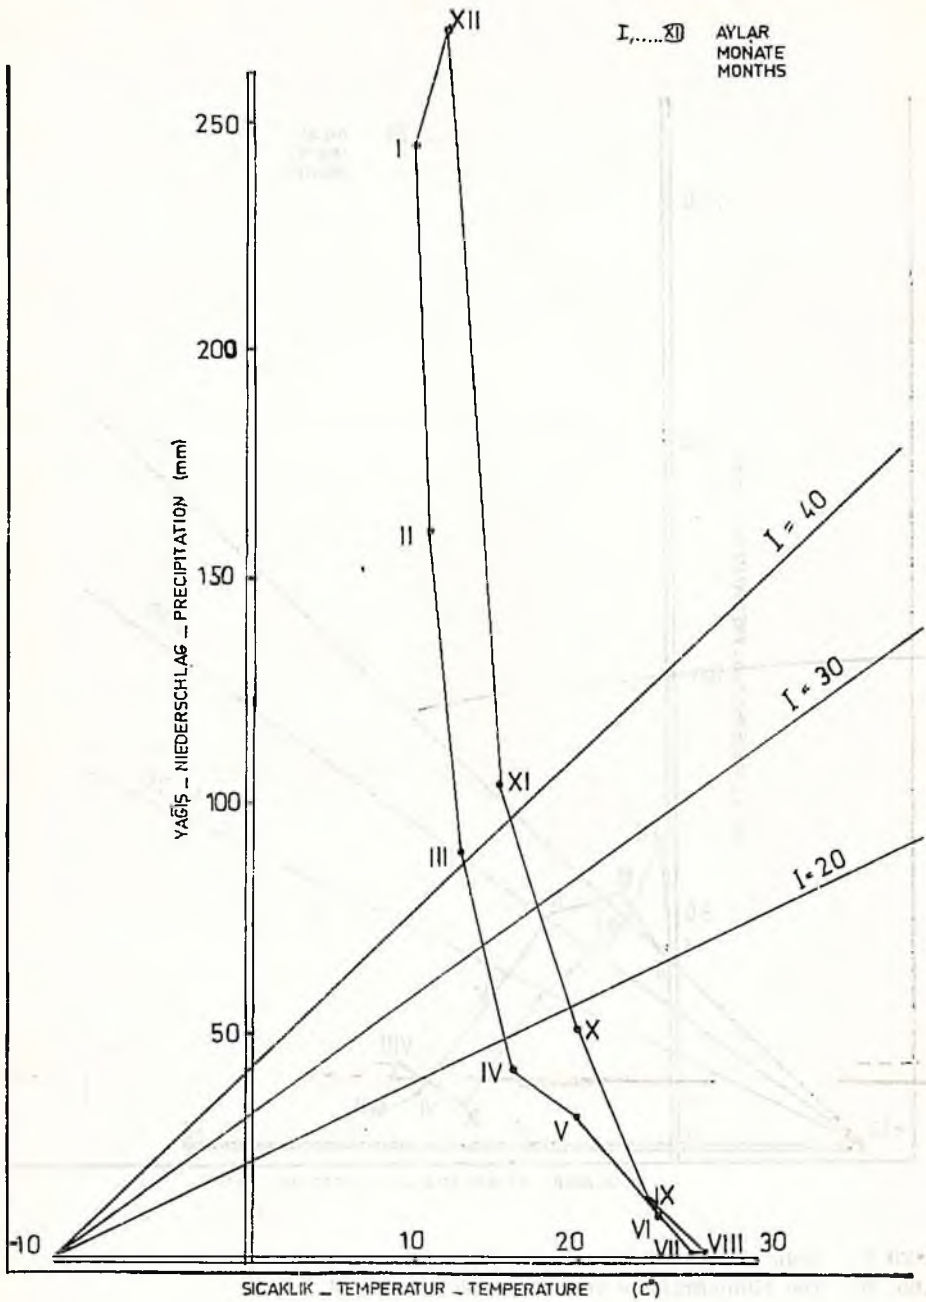 XII
I,.....XII AYLAR
MONATE
MONTHS
250
I
200
II
150
I = 40
I = 30
XI
100
III
I = 20
50
X
IV
V
IX
VI
VII VIII
-10 10 20 30
YAĞIŞ _ NIEDERSCHLAG _ PRECIPITATION (mm)
SICAKLIK _ TEMPERATUR _ TEMPERATURE (C°)